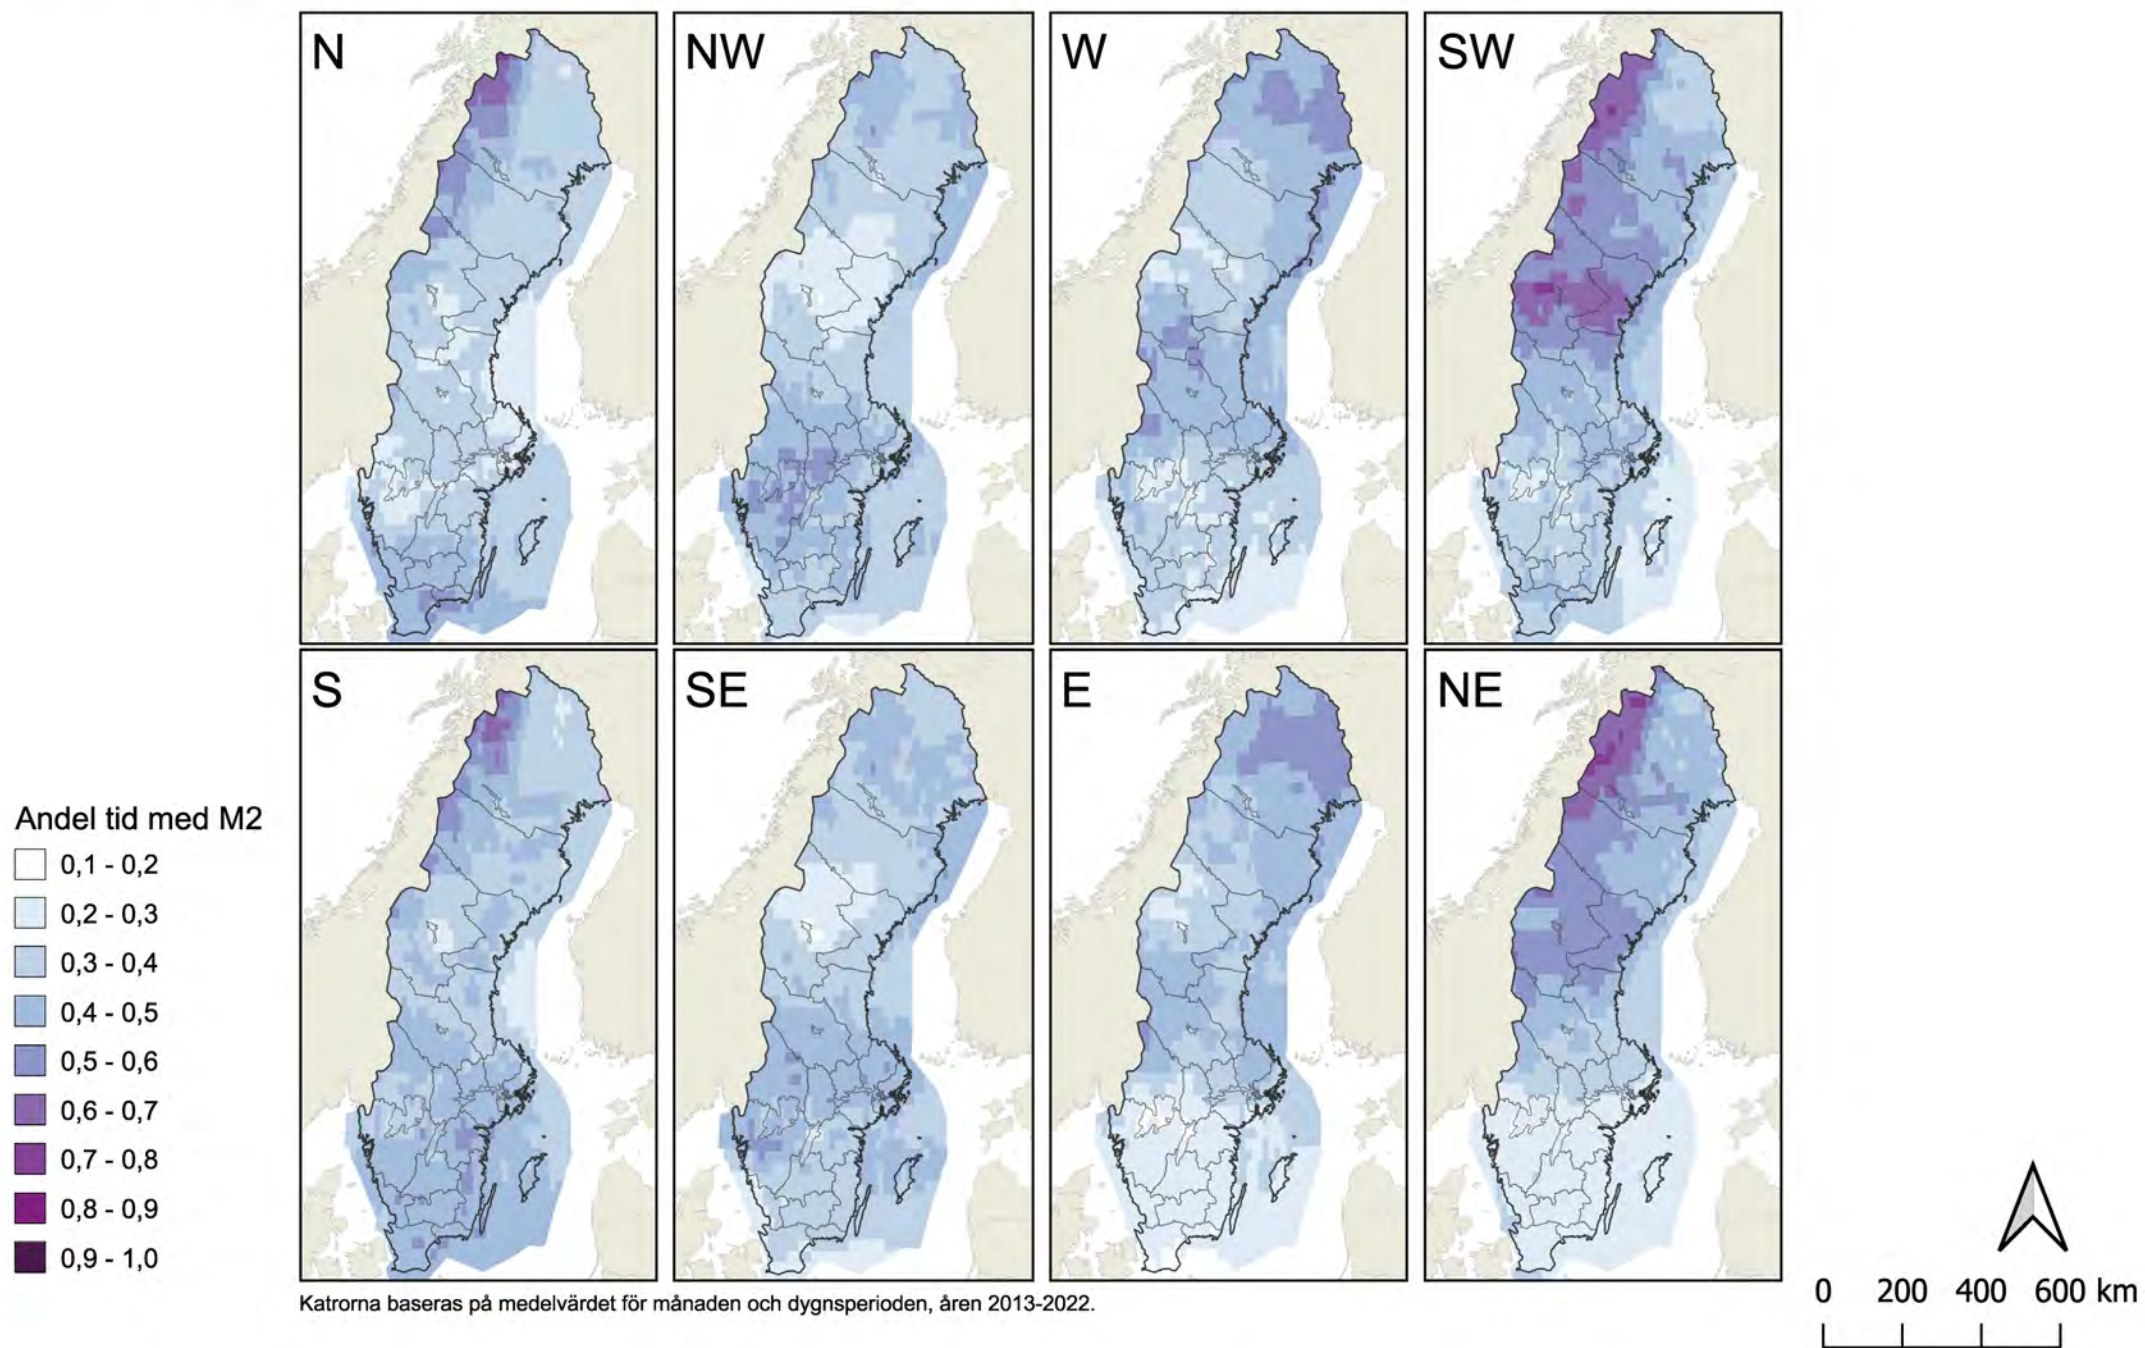 N
NW
W
SW
S
SE
E
NE
Andel tid med M2
0,1 - 0,2
0,2 - 0,3
0,3 - 0,4
0,4 - 0,5
0,5 - 0,6
0,6 - 0,7
0,7 - 0,8
0,8 - 0,9
0,9 - 1,0
Katrorna baseras på medelvärdet för månaden och dygnsperioden, åren 2013-2022.
0 200 400 600 km